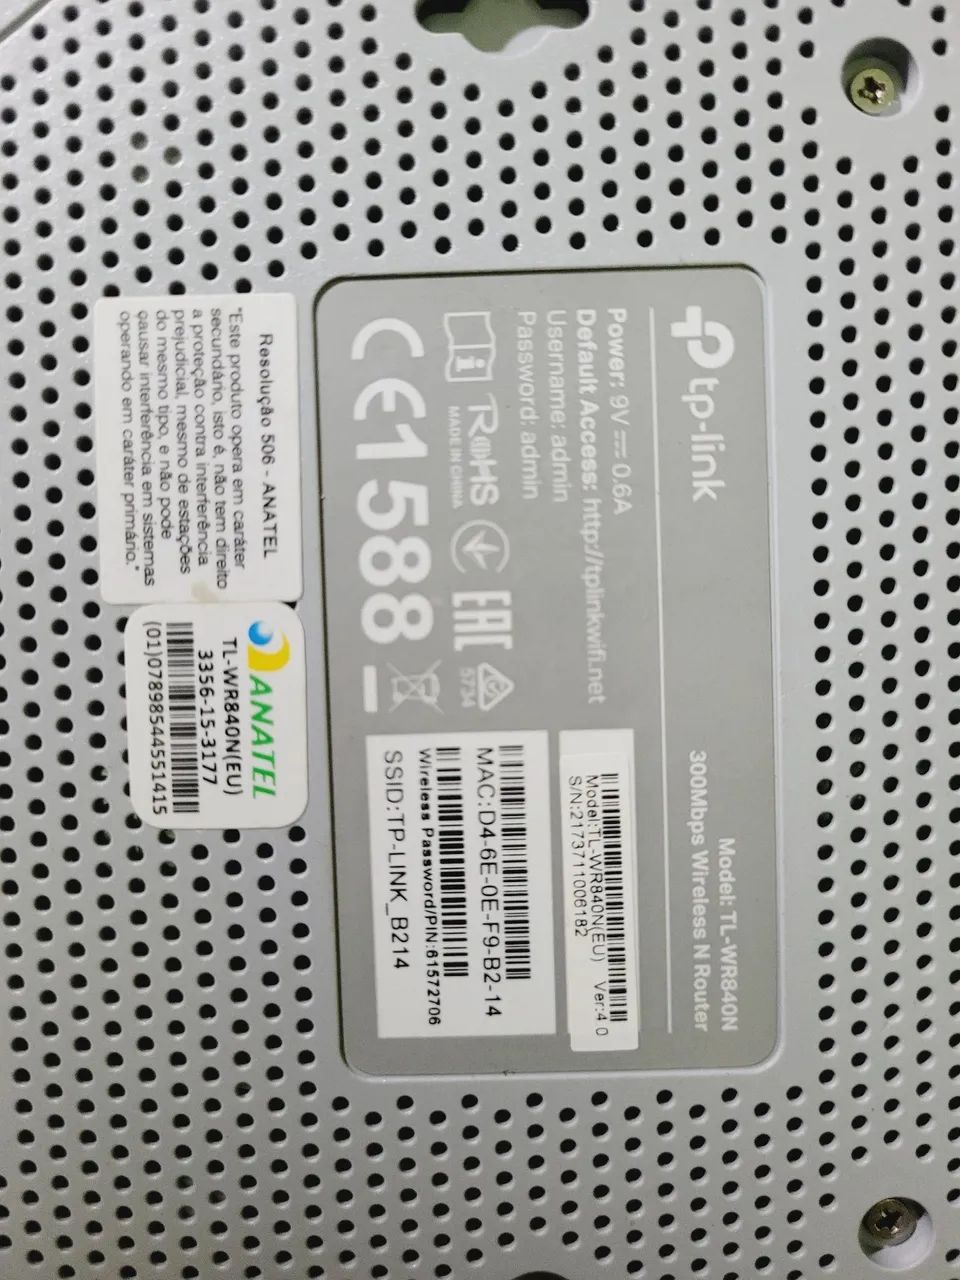 tp-link
Model: TL-WR840N
300Mbps Wireless N Router
Power: 9V⎓0.6A
Default Access: http://tplinkwifi.net
Username: admin
Password: admin
Model:TL-WR840N(EU) Ver:4.0
S/N:2173711006182
MAC:D4-6E-0E-F9-B2-14
Wireless Password/PIN:61572706
SSID:TP-LINK_B214
i
RoHS
MADE IN CHINA
EAC
5734
CE1588
Resolução 506 - ANATEL
"Este produto opera em caráter
secundário, isto é, não tem direito
a proteção contra interferência
prejudicial, mesmo de estações
do mesmo tipo, e não pode
causar interferência em sistemas
operando em caráter primário."
ANATEL
TL-WR840N(EU)
3356-15-3177
(01)07898544551415